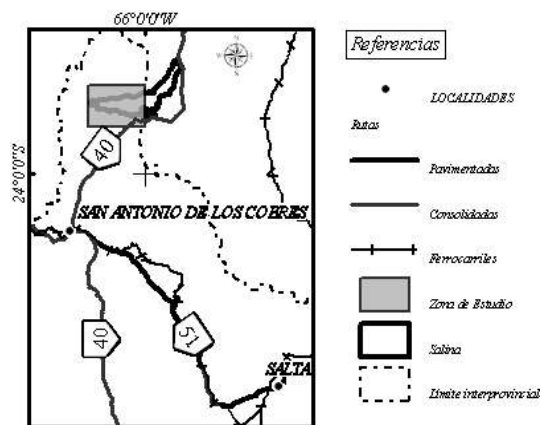 66°0'0"W
Referencias
LOCALIDADES
Rutas
Pavimentadas
Consolidadas
Ferrocarriles
Zona de Estudio
Salina
Límite interprovincial
24°0'0"S
40
SAN ANTONIO DE LOS COBRES
40
51
SALTA